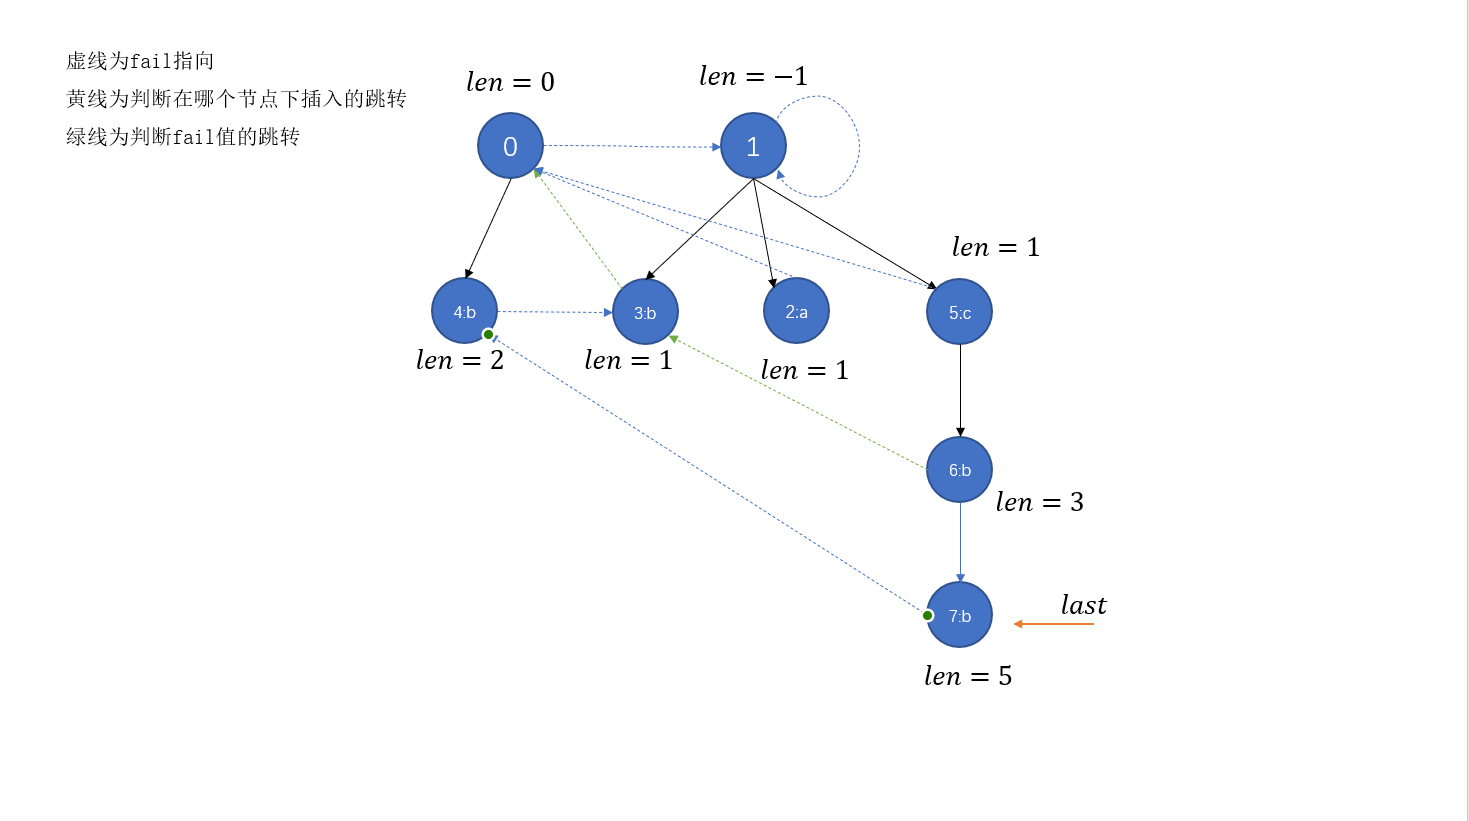 虚线为fail指向
黄线为判断在哪个节点下插入的跳转
绿线为判断fail值的跳转
len = 0
len = −1
0
1
len = 1
4:b
3:b
2:a
5:c
len = 2
len = 1
len = 1
6:b
len = 3
last
7:b
len = 5